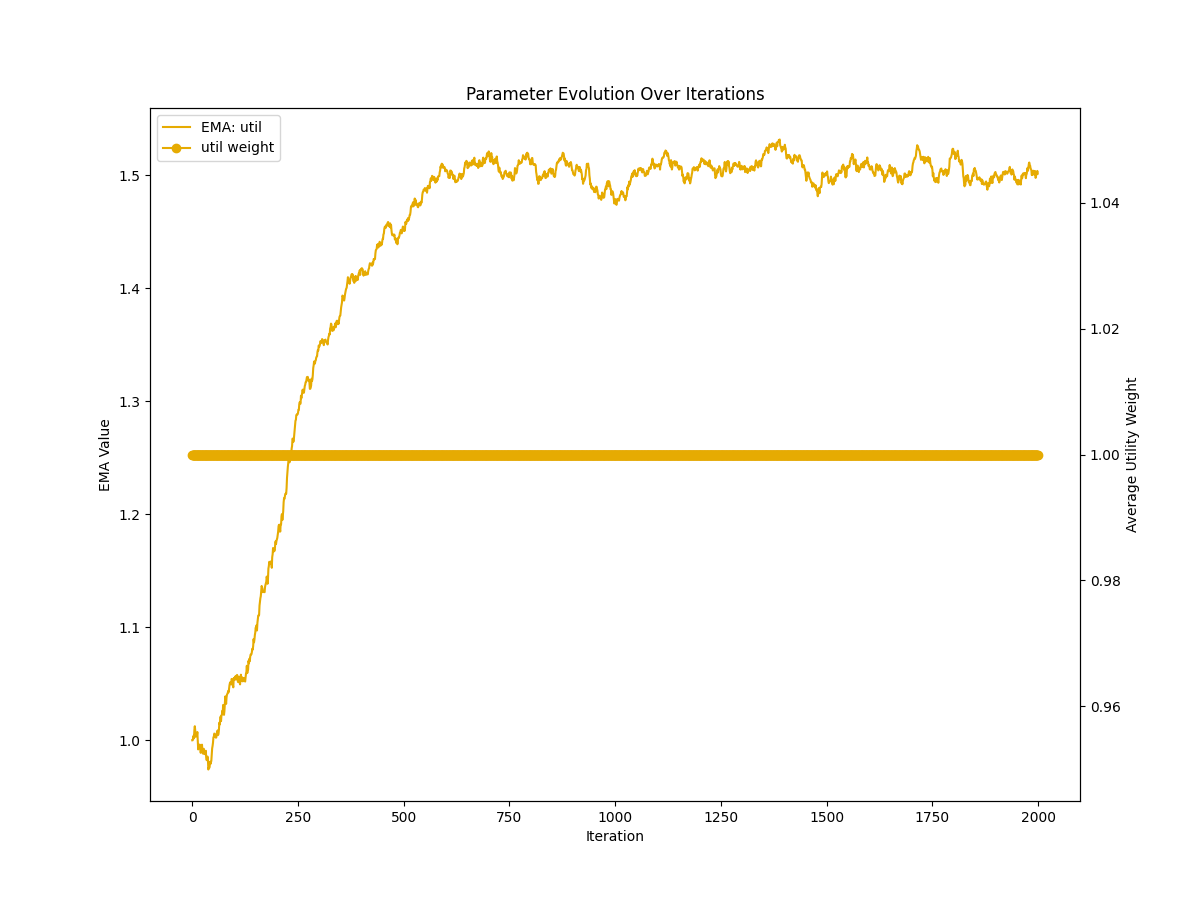 Parameter Evolution Over Iterations
EMA: util
util weight
1.5
1.4
1.3
1.2
1.1
1.0
EMA Value
1.04
1.02
1.00
0.98
0.96
Average Utility Weight
0 250 500 750 1000 1250 1500 1750 2000
Iteration